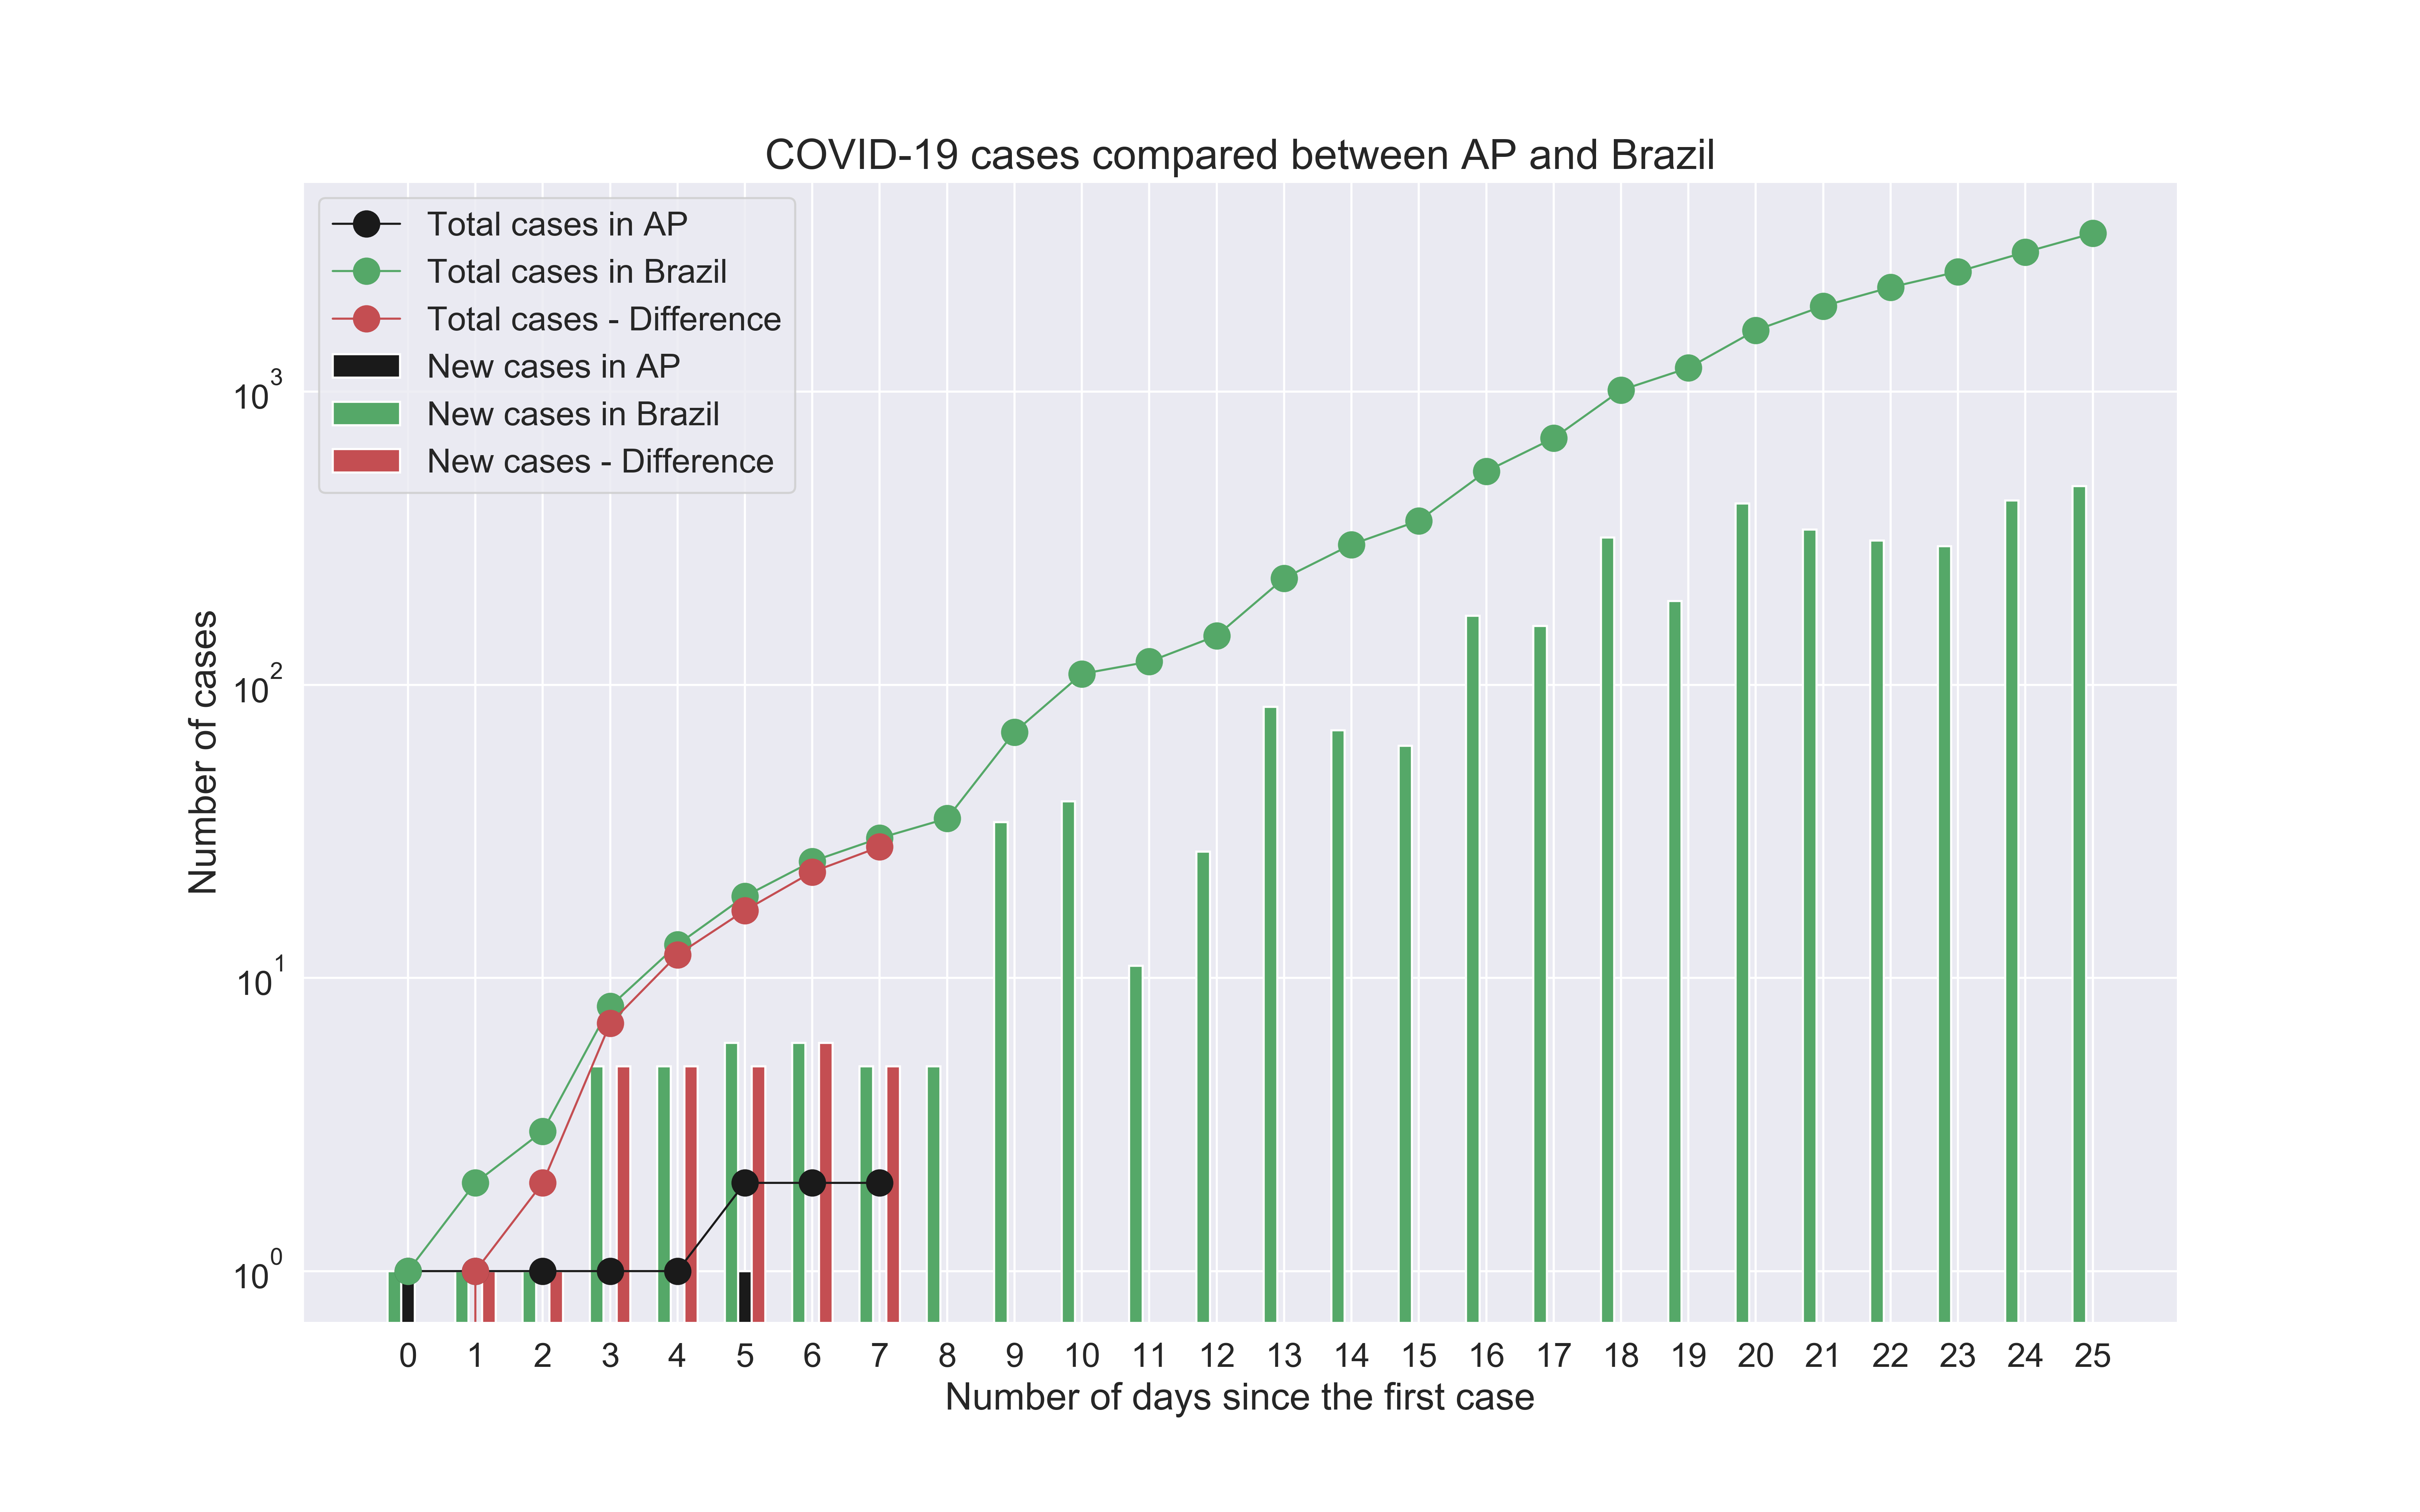 COVID-19 cases compared between AP and Brazil
Total cases in AP
Total cases in Brazil
Total cases - Difference
New cases in AP
New cases in Brazil
New cases - Difference
Number of cases
10³
10²
10¹
10⁰
0 1 2 3 4 5 6 7 8 9 10 11 12 13 14 15 16 17 18 19 20 21 22 23 24 25
Number of days since the first case